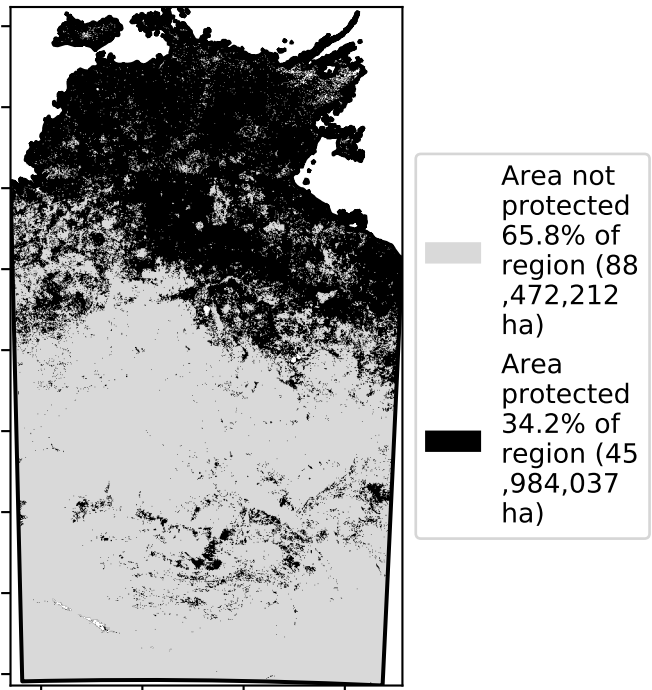 Area not
protected
65.8% of
region (88
,472,212
ha)
Area
protected
34.2% of
region (45
,984,037
ha)